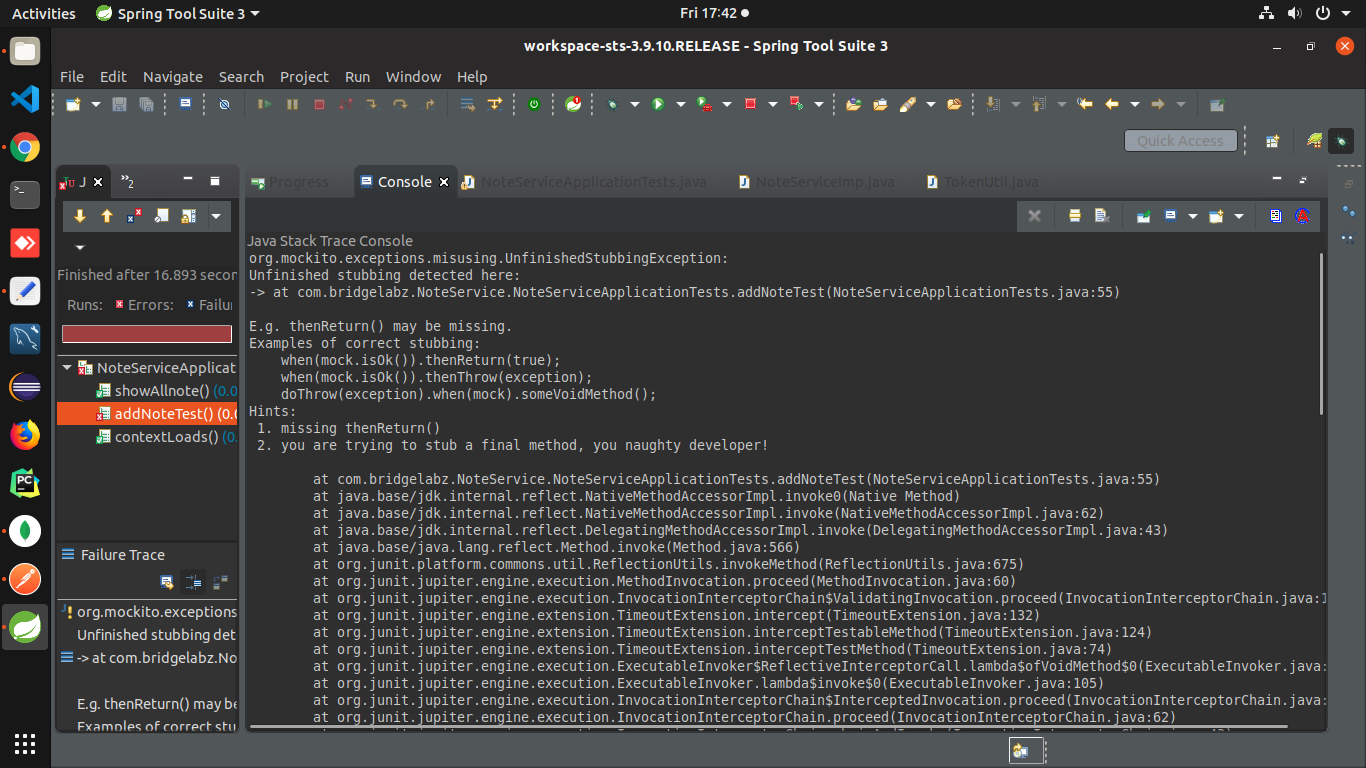 Activities
Spring Tool Suite 3
Fri 17:42
workspace-sts-3.9.10.RELEASE - Spring Tool Suite 3
File Edit Navigate Search Project Run Window Help
Quick Access
J
2
Progress
Console
NoteServiceApplicationTests.java
NoteServiceImp.java
TokenUtil.java
Finished after 16.893 secon
Runs: Errors: Failu
NoteServiceApplicat
showAllnote() (0.0
addNoteTest() (0.0
contextLoads() (0.
Failure Trace
org.mockito.exceptions
Unfinished stubbing det
-> at com.bridgelabz.No
E.g. thenReturn() may be
Examples of correct stu
Java Stack Trace Console
org.mockito.exceptions.misusing.UnfinishedStubbingException:
Unfinished stubbing detected here:
-> at com.bridgelabz.NoteService.NoteServiceApplicationTests.addNoteTest(NoteServiceApplicationTests.java:55)
E.g. thenReturn() may be missing.
Examples of correct stubbing:
when(mock.isOk()).thenReturn(true);
when(mock.isOk()).thenThrow(exception);
doThrow(exception).when(mock).someVoidMethod();
Hints:
1. missing thenReturn()
2. you are trying to stub a final method, you naughty developer!
at com.bridgelabz.NoteService.NoteServiceApplicationTests.addNoteTest(NoteServiceApplicationTests.java:55)
at java.base/jdk.internal.reflect.NativeMethodAccessorImpl.invoke0(Native Method)
at java.base/jdk.internal.reflect.NativeMethodAccessorImpl.invoke(NativeMethodAccessorImpl.java:62)
at java.base/jdk.internal.reflect.DelegatingMethodAccessorImpl.invoke(DelegatingMethodAccessorImpl.java:43)
at java.base/java.lang.reflect.Method.invoke(Method.java:566)
at org.junit.platform.commons.util.ReflectionUtils.invokeMethod(ReflectionUtils.java:675)
at org.junit.jupiter.engine.execution.MethodInvocation.proceed(MethodInvocation.java:60)
at org.junit.jupiter.engine.execution.InvocationInterceptorChain$ValidatingInvocation.proceed(InvocationInterceptorChain.java:1
at org.junit.jupiter.engine.extension.TimeoutExtension.intercept(TimeoutExtension.java:132)
at org.junit.jupiter.engine.extension.TimeoutExtension.interceptTestableMethod(TimeoutExtension.java:124)
at org.junit.jupiter.engine.extension.TimeoutExtension.interceptTestMethod(TimeoutExtension.java:74)
at org.junit.jupiter.engine.execution.ExecutableInvoker$ReflectiveInterceptorCall.lambda$ofVoidMethod$0(ExecutableInvoker.java:
at org.junit.jupiter.engine.execution.ExecutableInvoker.lambda$invoke$0(ExecutableInvoker.java:105)
at org.junit.jupiter.engine.execution.InvocationInterceptorChain$InterceptedInvocation.proceed(InvocationInterceptorChain.java:
at org.junit.jupiter.engine.execution.InvocationInterceptorChain.proceed(InvocationInterceptorChain.java:62)